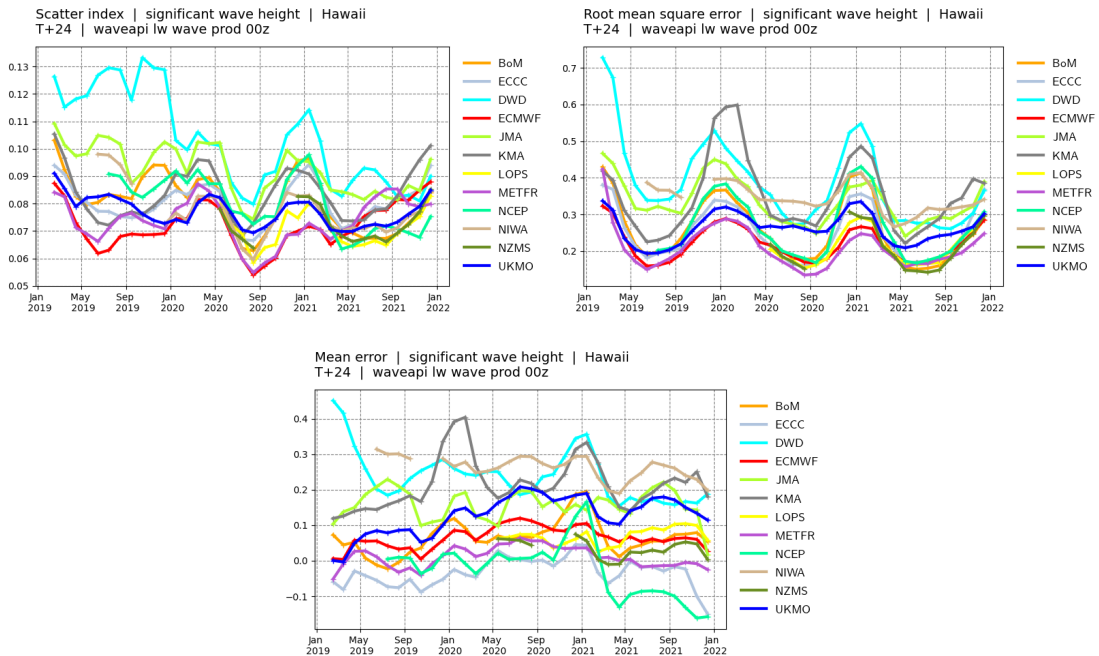 Scatter index | significant wave height | Hawaii
T+24 | waveapi lw wave prod 00z
0.13
0.12
0.11
0.10
0.09
0.08
0.07
0.06
0.05
Jan 2019
May 2019
Sep 2019
Jan 2020
May 2020
Sep 2020
Jan 2021
May 2021
Sep 2021
Jan 2022
BoM
ECCC
DWD
ECMWF
JMA
KMA
LOPS
METFR
NCEP
NIWA
NZMS
UKMO
Root mean square error | significant wave height | Hawaii
T+24 | waveapi lw wave prod 00z
0.7
0.6
0.5
0.4
0.3
0.2
Jan 2019
May 2019
Sep 2019
Jan 2020
May 2020
Sep 2020
Jan 2021
May 2021
Sep 2021
Jan 2022
BoM
ECCC
DWD
ECMWF
JMA
KMA
LOPS
METFR
NCEP
NIWA
NZMS
UKMO
Mean error | significant wave height | Hawaii
T+24 | waveapi lw wave prod 00z
0.4
0.3
0.2
0.1
0.0
−0.1
Jan 2019
May 2019
Sep 2019
Jan 2020
May 2020
Sep 2020
Jan 2021
May 2021
Sep 2021
Jan 2022
BoM
ECCC
DWD
ECMWF
JMA
KMA
LOPS
METFR
NCEP
NIWA
NZMS
UKMO